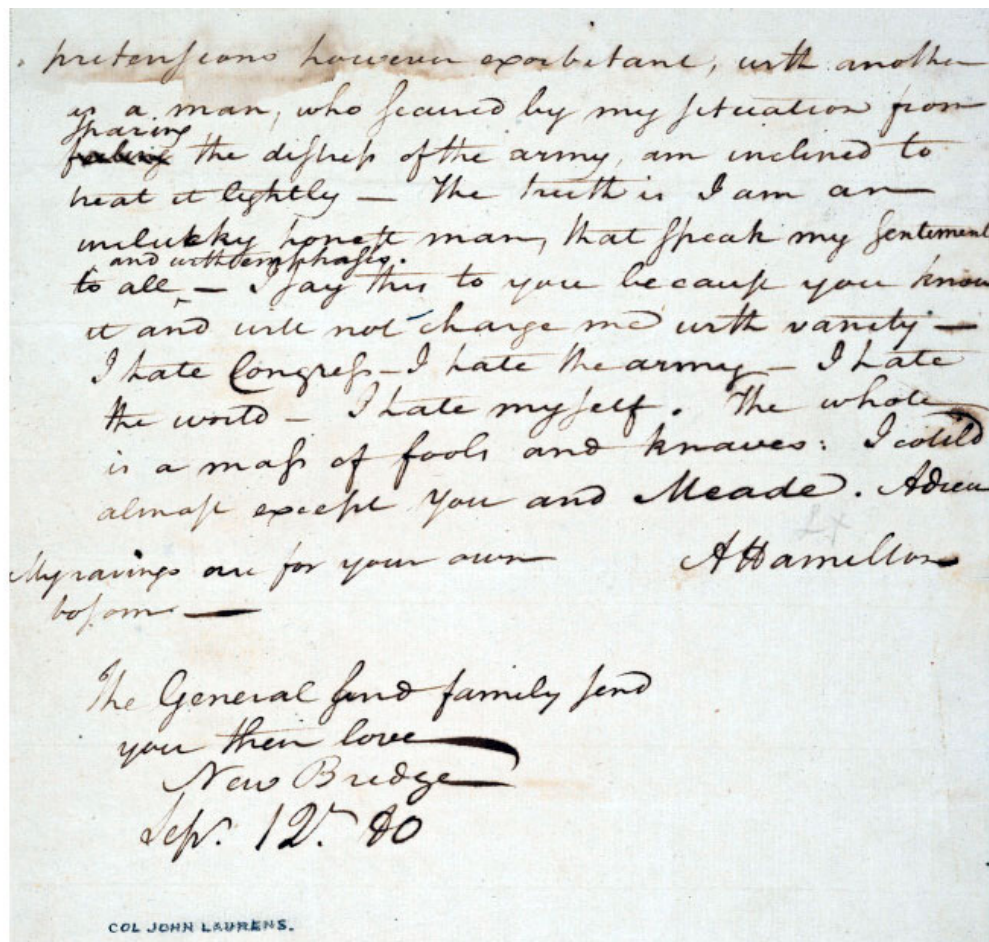 pretensions however exorbitant, with another
as a man, who secured by my situation from
sharing
feeling the distress of the army, am inclined to
treat it lightly — The truth is I am an
unlukky honest man, that speak my sentiments
and with emphasis.
to all — I say this to you because you know
it and will not charge me with vanity —
I hate Congress — I hate the army — I hate
the world — I hate myself. The whole
is a mass of fools and knaves: I could
almost except you and Meade. Adieu
A Hamilton
My ravings are for your own
bosom —
The General and family send
you their love
New Bridge
Sepr. 12. 80
COL JOHN LAURENS.